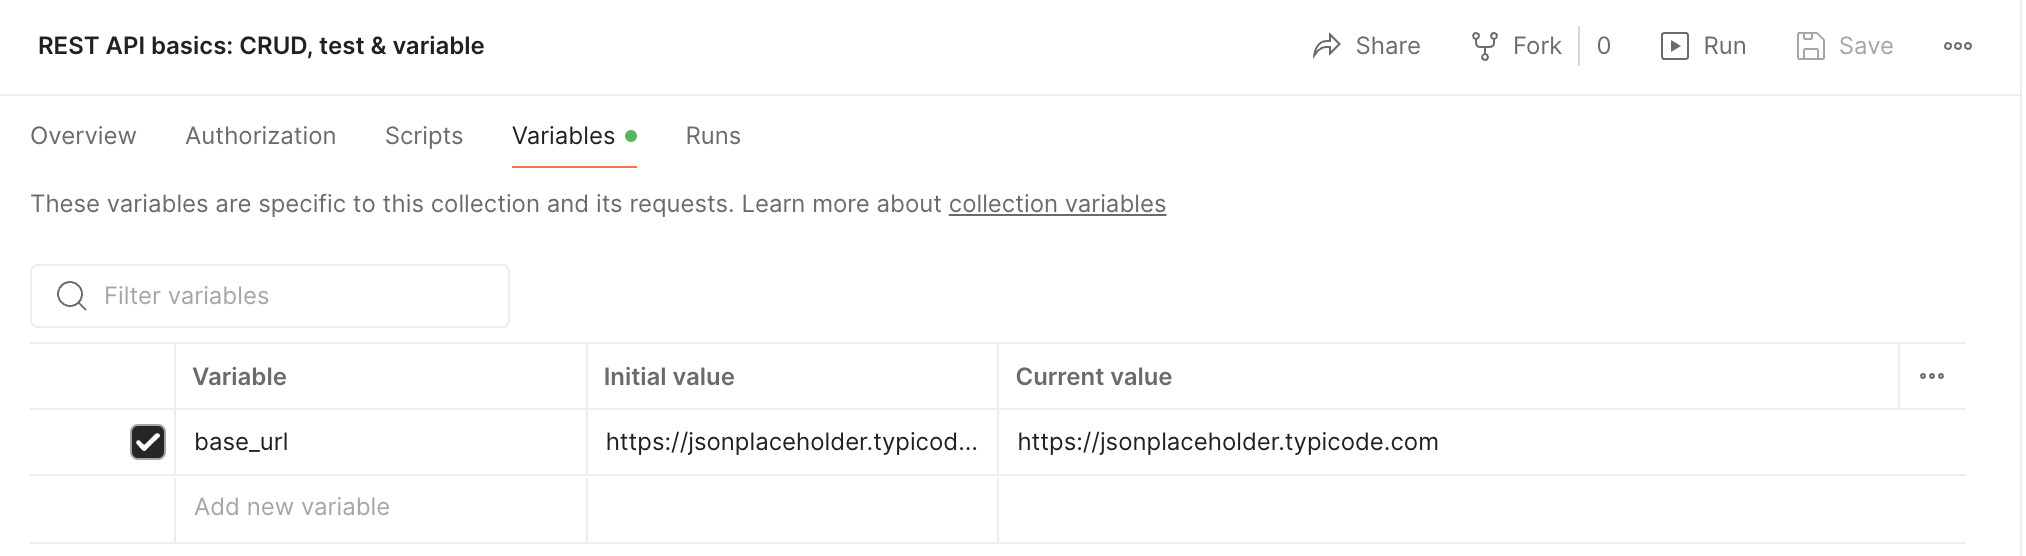 REST API basics: CRUD, test & variable
Share Fork 0 Run Save
Overview Authorization Scripts Variables Runs
These variables are specific to this collection and its requests. Learn more about collection variables
Filter variables
Variable Initial value Current value
base_url https://jsonplaceholder.typicod... https://jsonplaceholder.typicode.com
Add new variable